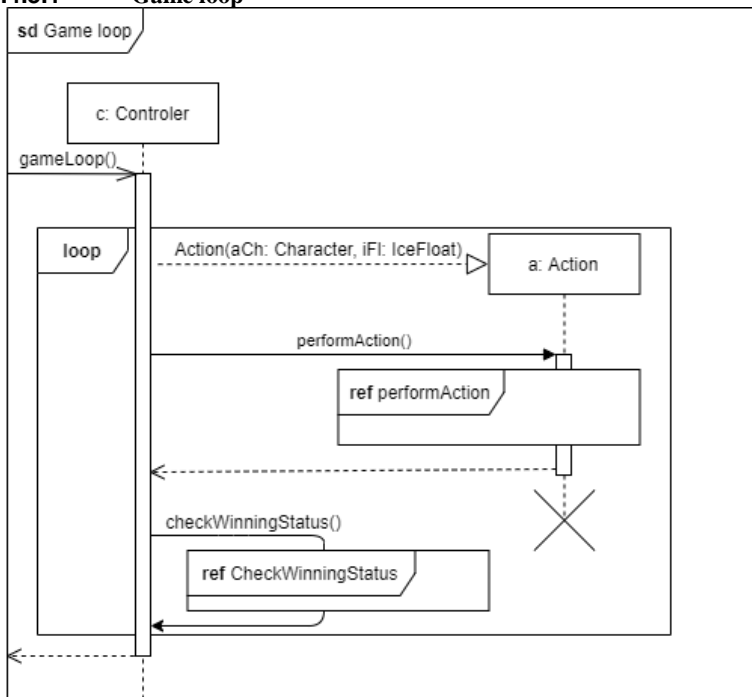 Game loop
sd Game loop
c: Controler
gameLoop()
loop
Action(aCh: Character, iFl: IceFloat)
a: Action
performAction()
ref performAction
checkWinningStatus()
ref CheckWinningStatus